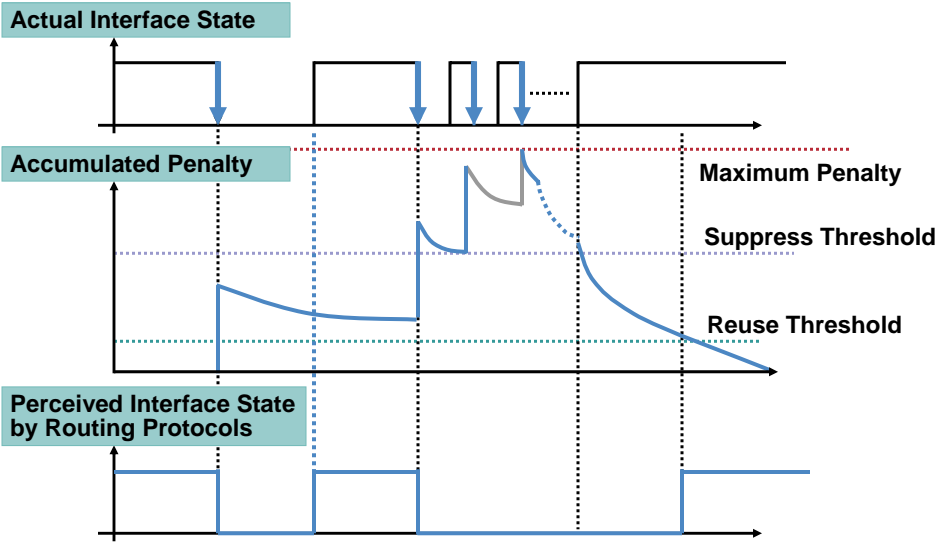 Actual Interface State
Accumulated Penalty
Maximum Penalty
Suppress Threshold
Reuse Threshold
Perceived Interface State
by Routing Protocols